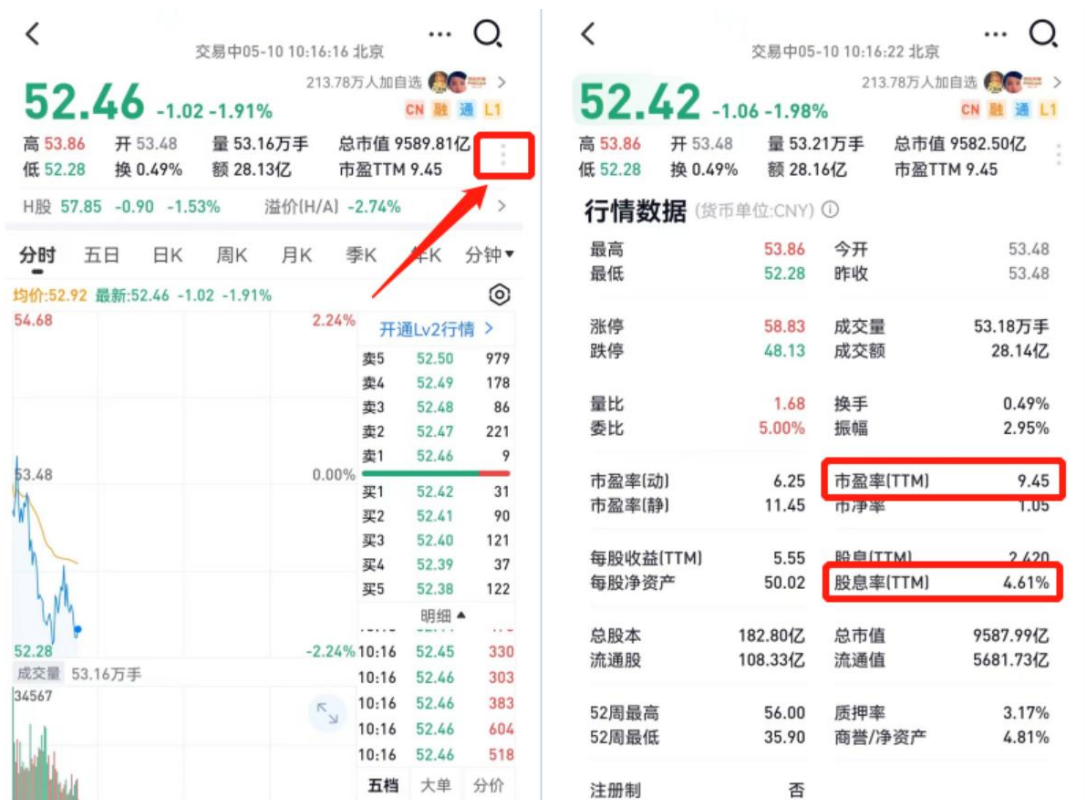 交易中05-10 10:16:16 北京
213.78万人加自选
52.46 -1.02 -1.91%
CN 融 通 L1
高 53.86 开 53.48 量 53.16万手 总市值 9589.81亿
低 52.28 换 0.49% 额 28.13亿 市盈TTM 9.45
H股 57.85 -0.90 -1.53% 溢价(H/A) -2.74%
分时 五日 日K 周K 月K 季K 年K 分钟
均价:52.92 最新:52.46 -1.02 -1.91%
54.68 2.24%
开通Lv2行情
卖5 52.50 979
卖4 52.49 178
卖3 52.48 86
卖2 52.47 221
卖1 52.46 9
53.48 0.00%
买1 52.42 31
买2 52.41 90
买3 52.40 121
买4 52.39 37
买5 52.38 122
明细
52.28 -2.24%
10:16 52.45 330
成交量 53.16万手
10:16 52.46 303
34567
10:16 52.46 383
10:16 52.46 604
10:16 52.46 518
五档 大单 分价
交易中05-10 10:16:22 北京
213.78万人加自选
52.42 -1.06 -1.98%
CN 融 通 L1
高 53.86 开 53.48 量 53.21万手 总市值 9582.50亿
低 52.28 换 0.49% 额 28.16亿 市盈TTM 9.45
行情数据 (货币单位:CNY)
最高 53.86 今开 53.48
最低 52.28 昨收 53.48
涨停 58.83 成交量 53.18万手
跌停 48.13 成交额 28.14亿
量比 1.68 换手 0.49%
委比 5.00% 振幅 2.95%
市盈率(动) 6.25 市盈率(TTM) 9.45
市盈率(静) 11.45 市净率 1.05
每股收益(TTM) 5.55 股息(TTM) 2.420
每股净资产 50.02 股息率(TTM) 4.61%
总股本 182.80亿 总市值 9587.99亿
流通股 108.33亿 流通值 5681.73亿
52周最高 56.00 质押率 3.17%
52周最低 35.90 商誉/净资产 4.81%
注册制 否